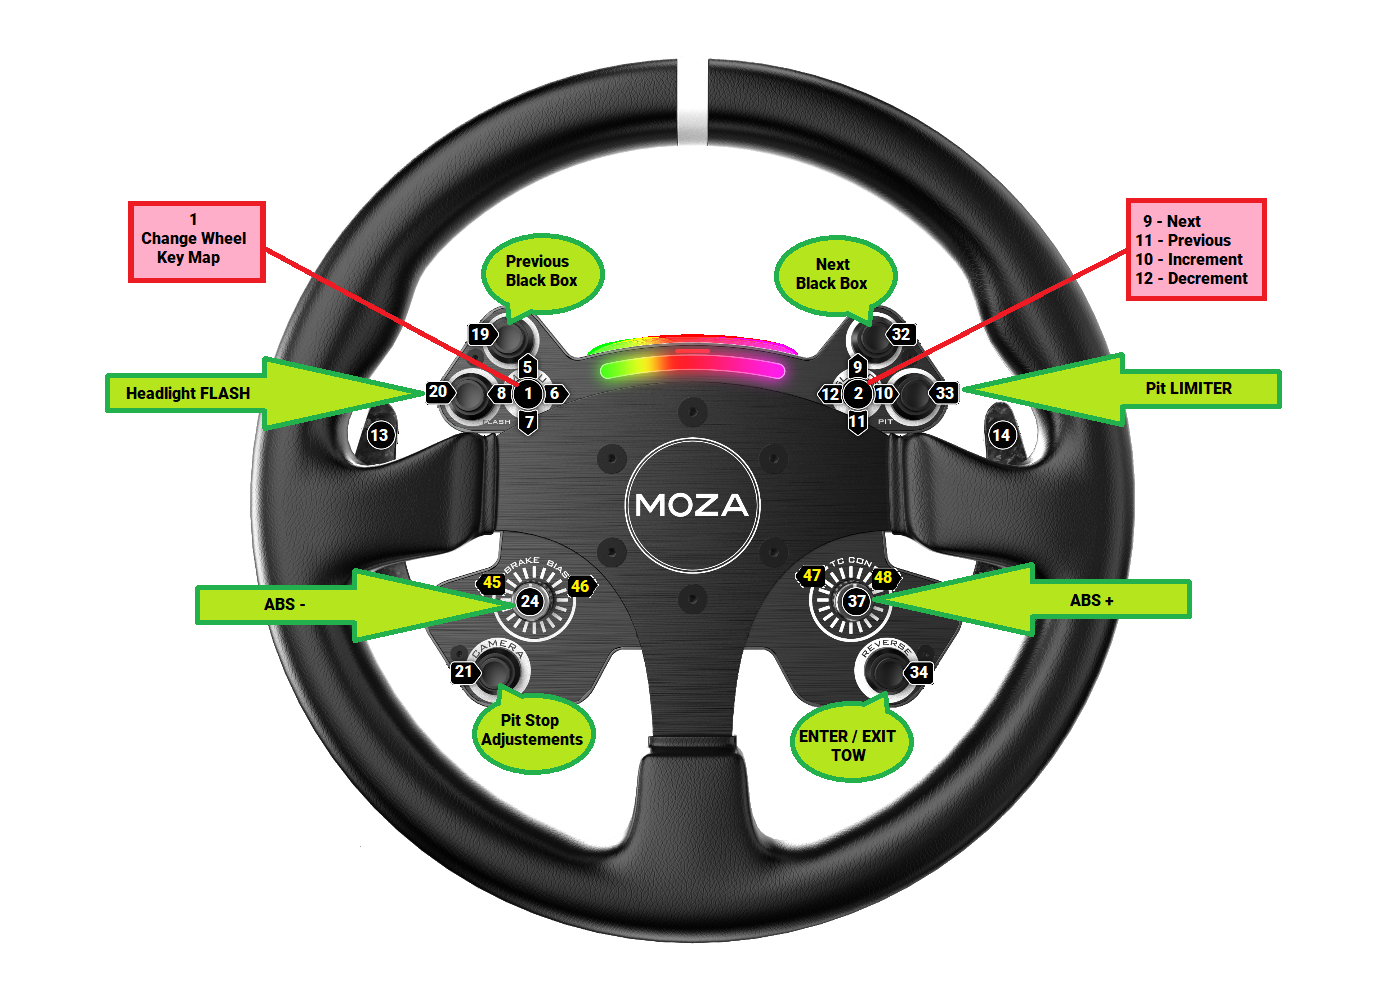 1
Change Wheel
Key Map
9 - Next
11 - Previous
10 - Increment
12 - Decrement
Previous
Black Box
Next
Black Box
19
32
5
9
Headlight FLASH
20
8
1
6
12
2
10
33
Pit LIMITER
7
11
PIT
13
14
MOZA
BRAKE BIAS
45
46
47
48
ABS -
24
37
ABS +
CAMERA
REVERSE
21
34
Pit Stop
Adjustements
ENTER / EXIT
TOW